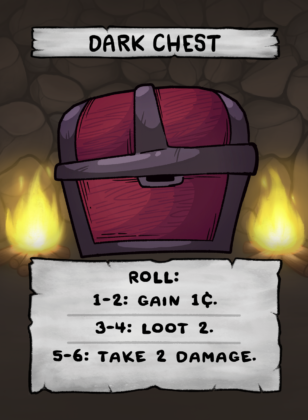 DARK CHEST
ROLL:
1-2: GAIN 1¢.
3-4: LOOT 2.
5-6: TAKE 2 DAMAGE.